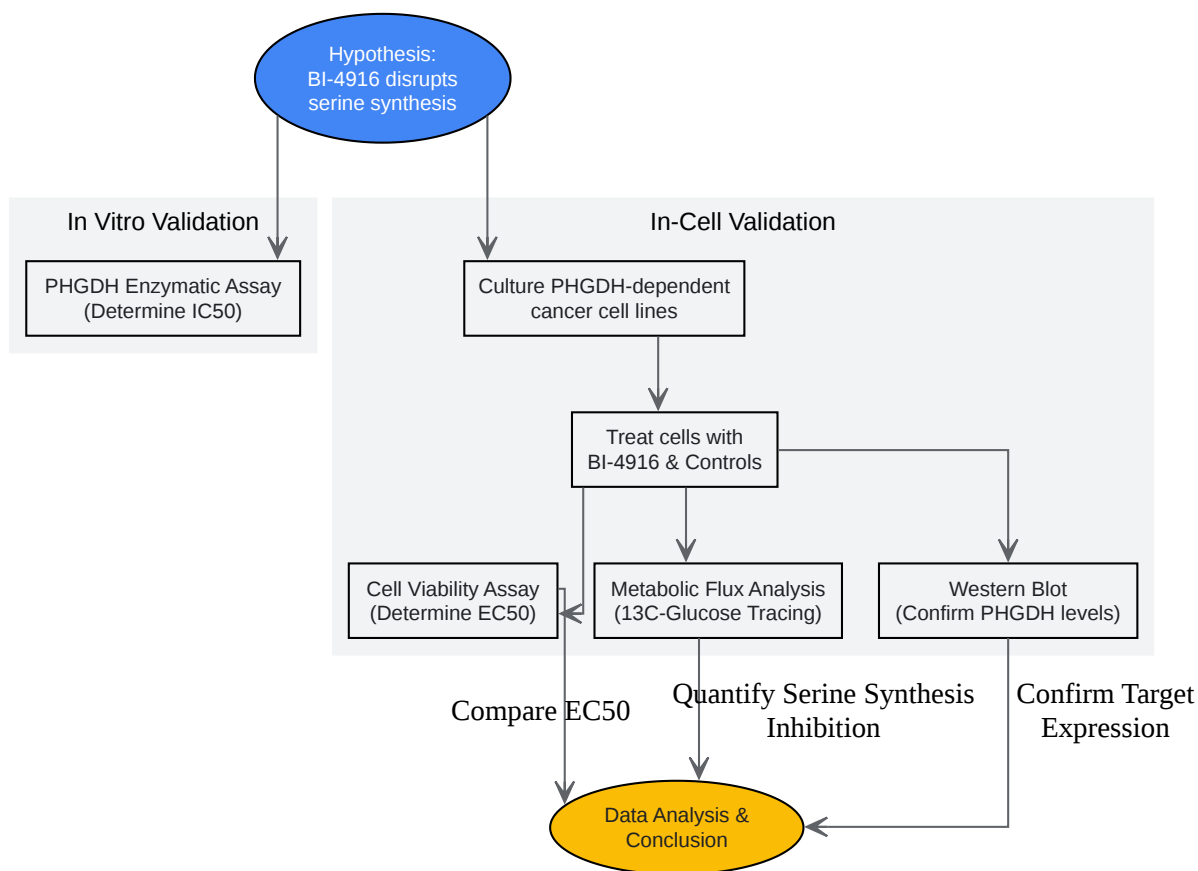 Hypothesis:
BI-4916 disrupts
serine synthesis
In Vitro Validation
In-Cell Validation
PHGDH Enzymatic Assay
(Determine IC50)
Culture PHGDH-dependent
cancer cell lines
Treat cells with
BI-4916 & Controls
Cell Viability Assay
(Determine EC50)
Metabolic Flux Analysis
(13C-Glucose Tracing)
Western Blot
(Confirm PHGDH levels)
Compare EC50
Quantify Serine Synthesis
Inhibition
Confirm Target
Expression
Data Analysis &
Conclusion